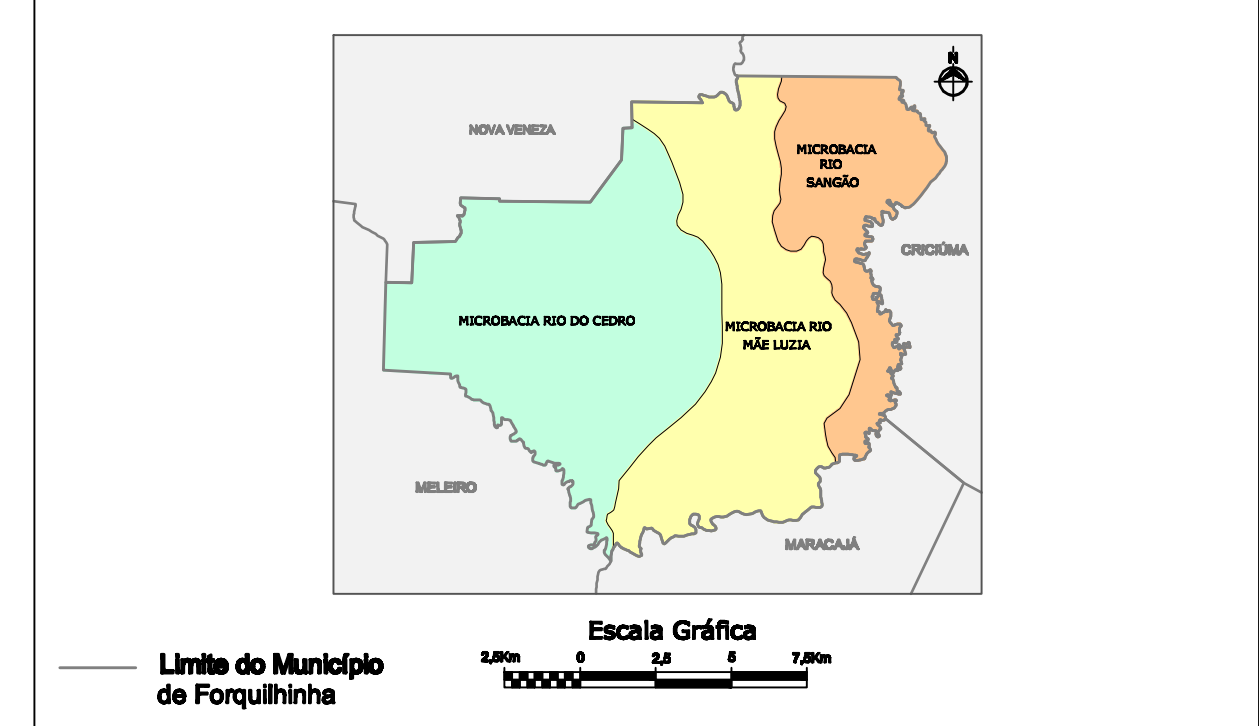 N
NOVA VENEZA
MICROBACIA
RIO
SANGÃO
CRICIÚMA
MICROBACIA RIO DO CEDRO
MICROBACIA RIO
MÃE LUZIA
MELEIRO
MARACAJÁ
Escala Gráfica
2,5Km 0 2,5 5 7,5Km
Limite do Município
de Forquilhinha